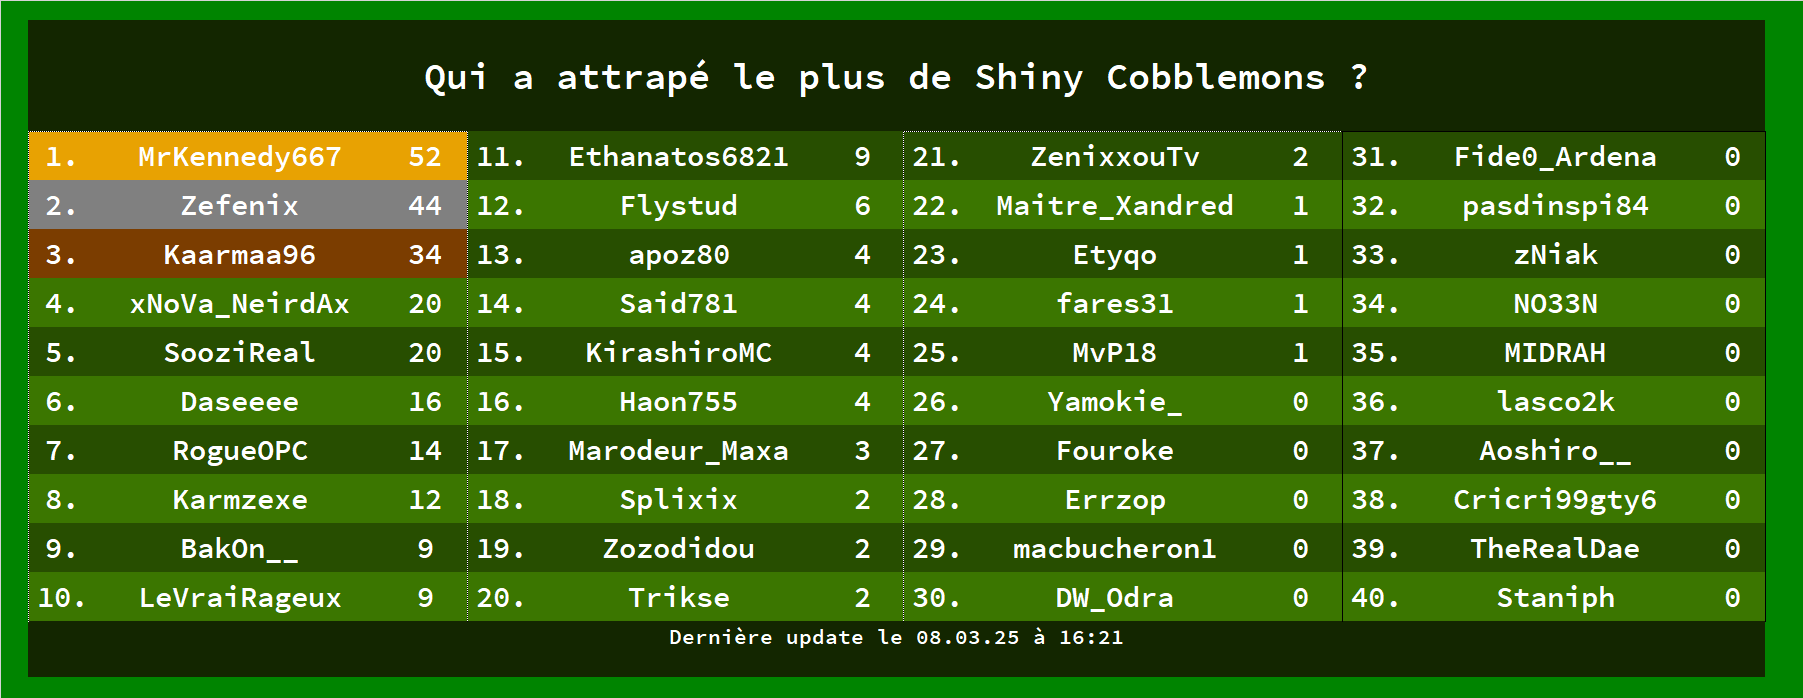 Qui a attrapé le plus de Shiny Cobblemons ?
1. MrKennedy667 52
2. Zefenix 44
3. Kaarmaa96 34
4. xNoVa_NeirdAx 20
5. SooziReal 20
6. Daseeee 16
7. RogueOPC 14
8. Karmzexe 12
9. BakOn__ 9
10. LeVraiRageux 9
11. Ethanatos6821 9
12. Flystud 6
13. apoz80 4
14. Said781 4
15. KirashiroMC 4
16. Haon755 4
17. Marodeur_Maxa 3
18. Splixix 2
19. Zozodidou 2
20. Trikse 2
21. ZenixxouTv 2
22. Maitre_Xandred 1
23. Etyqo 1
24. fares31 1
25. MvP18 1
26. Yamokie_ 0
27. Fouroke 0
28. Errzop 0
29. macbucheron1 0
30. DW_Odra 0
31. Fide0_Ardena 0
32. pasdinspi84 0
33. zNiak 0
34. NO33N 0
35. MIDRAH 0
36. lasco2k 0
37. Aoshiro__ 0
38. Cricri99gty6 0
39. TheRealDae 0
40. Staniph 0
Dernière update le 08.03.25 à 16:21